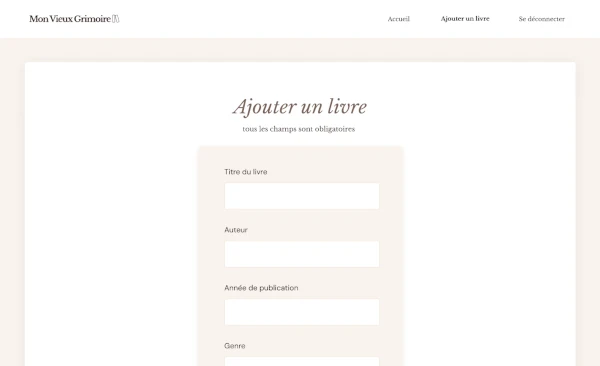 Mon Vieux Grimoire
Accueil
Ajouter un livre
Se déconnecter
Ajouter un livre
tous les champs sont obligatoires
Titre du livre
Auteur
Année de publication
Genre